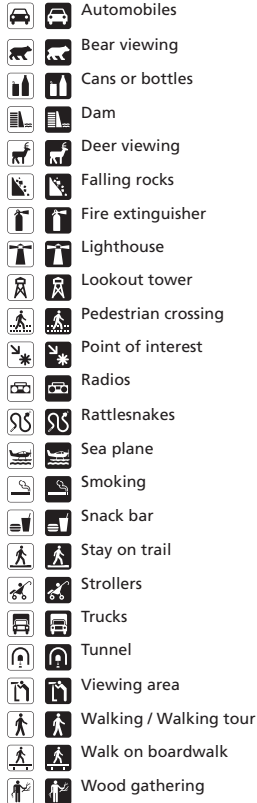 Automobiles
Bear viewing
Cans or bottles
Dam
Deer viewing
Falling rocks
Fire extinguisher
Lighthouse
Lookout tower
Pedestrian crossing
Point of interest
Radios
Rattlesnakes
Sea plane
Smoking
Snack bar
Stay on trail
Strollers
Trucks
Tunnel
Viewing area
Walking / Walking tour
Walk on boardwalk
Wood gathering